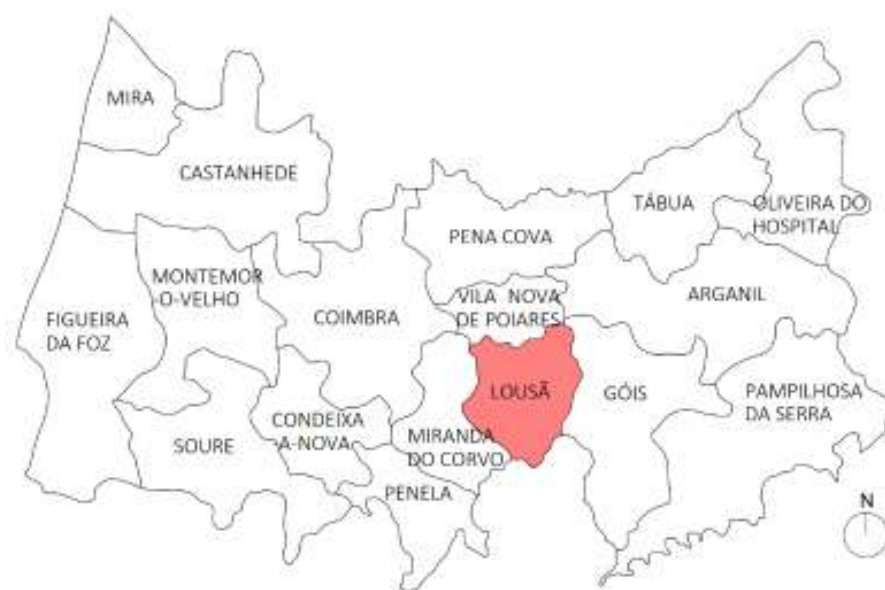 MIRA
CASTANHEDE
TÁBUA
OLIVEIRA DO
HOSPITAL
PENA COVA
MONTEMOR
-O-VELHO
VILA NOVA
DE POIARES
ARGANIL
FIGUEIRA
DA FOZ
COIMBRA
LOUSÃ
GÓIS
PAMPILHOSA
DA SERRA
CONDEIXA
A-NOVA
SOURE
MIRANDA
DO CORVO
PENELA
N